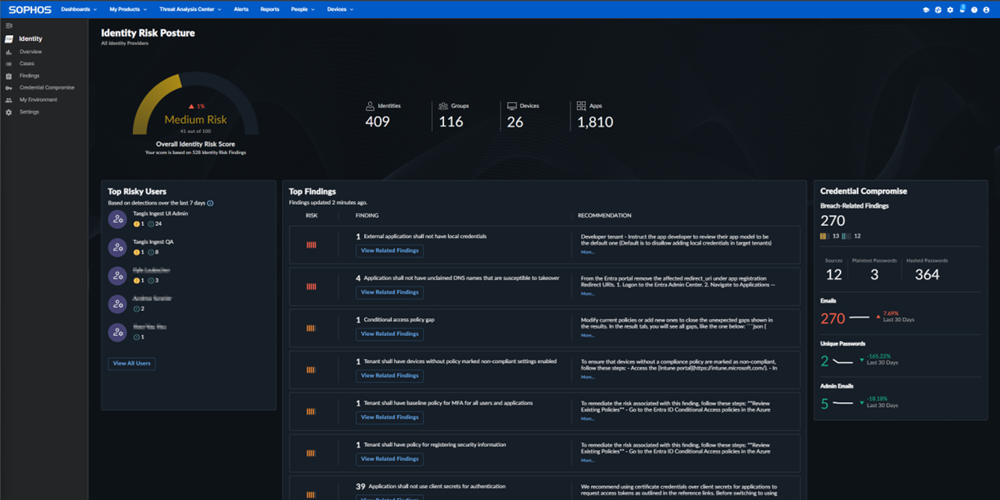 SOPHOS
Dashboards
My Products
Threat Analysis Center
Alerts
Reports
People
Devices
Identity
Overview
Cases
Findings
Credential Compromise
My Environment
Settings
Identity Risk Posture
All Identity Providers
1%
Medium Risk
41 out of 100
Overall Identity Risk Score
Your score is based on 528 Identity Risk Findings
Identities
409
Groups
116
Devices
26
Apps
1,810
Top Risky Users
Based on detections over the last 7 days
Taegis Ingest UI Admin
1 24
Taegis Ingest QA
1 8
1 3
2
1
View All Users
Top Findings
Findings updated 2 minutes ago.
RISK FINDING RECOMMENDATION
1 External application shall not have local credentials
View Related Findings
Developer tenant - Instruct the app developer to review their app model to be
the default one (Default is to disallow adding local credentials in target tenants)
More...
4 Application shall not have unclaimed DNS names that are susceptible to takeover
View Related Findings
From the Entra portal remove the affected redirect_uri under app registration
Redirect URIs. 1. Logon to the Entra Admin Center. 2. Navigate to Applications --
More...
1 Conditional access policy gap
View Related Findings
Modify current policies or add new ones to close the unexpected gaps shown in
the results. In the result tab, you will see all gaps, like the one below: ```json {
More...
1 Tenant shall have devices without policy marked non-compliant settings enabled
View Related Findings
To ensure that devices without a compliance policy are marked as non-compliant,
follow these steps: - Access the [Intune portal](https://intune.microsoft.com/). - In
More...
1 Tenant shall have baseline policy for MFA for all users and applications
View Related Findings
To remediate the risk associated with this finding, follow these steps: **Review
Existing Policies** - Go to the Entra ID Conditional Access policies in the Azure
More...
1 Tenant shall have policy for registering security information
View Related Findings
To remediate the risk associated with this finding, follow these steps: **Review
Existing Policies** - Go to the Entra ID Conditional Access policies in the Azure
More...
39 Application shall not use client secrets for authentication
View Related Findings
We recommend using certificate credentials over client secrets for applications to
request access tokens as outlined in the reference links. Before switching to using
Credential Compromise
Breach-Related Findings
270
13 12
Sources
12
Plaintext Passwords
3
Hashed Passwords
364
Emails
270
7.69%
Last 30 Days
Unique Passwords
2
-165.22%
Last 30 Days
Admin Emails
5
-18.18%
Last 30 Days